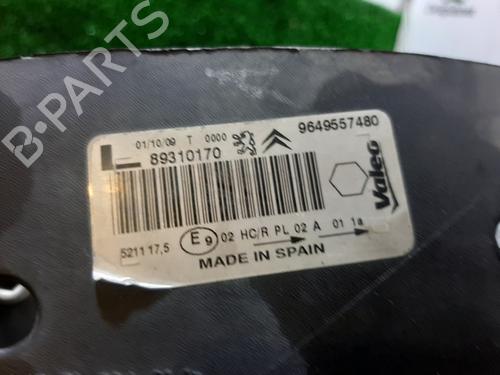 01/10/09 T 0000
9649557480
L
89310170
Valeo
5211 17,5
E9 02 HC/R PL 02 A 01 1a
MADE IN SPAIN
B-PARTS